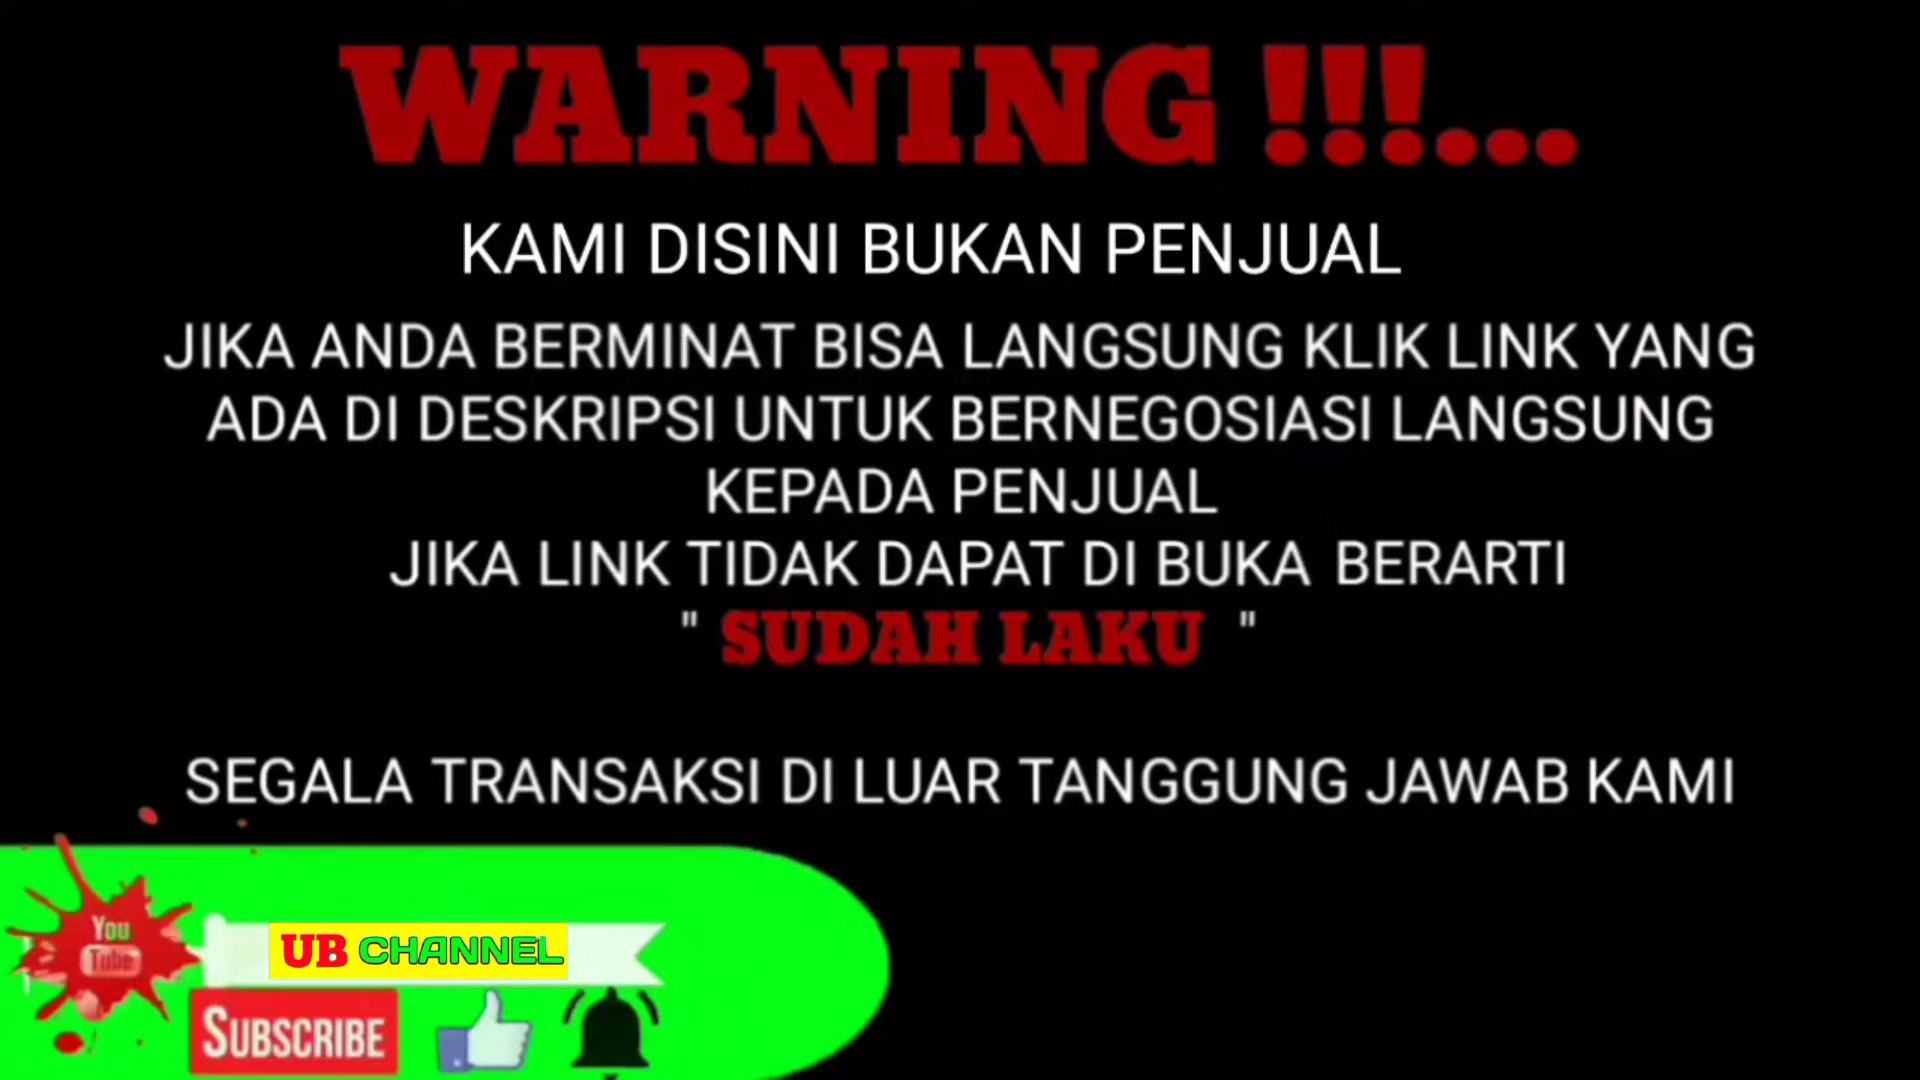 WARNING !!!...
KAMI DISINI BUKAN PENJUAL
JIKA ANDA BERMINAT BISA LANGSUNG KLIK LINK YANG
ADA DI DESKRIPSI UNTUK BERNEGOSIASI LANGSUNG
KEPADA PENJUAL
JIKA LINK TIDAK DAPAT DI BUKA BERARTI
" SUDAH LAKU "
SEGALA TRANSAKSI DI LUAR TANGGUNG JAWAB KAMI
You
Tube
UB CHANNEL
SUBSCRIBE